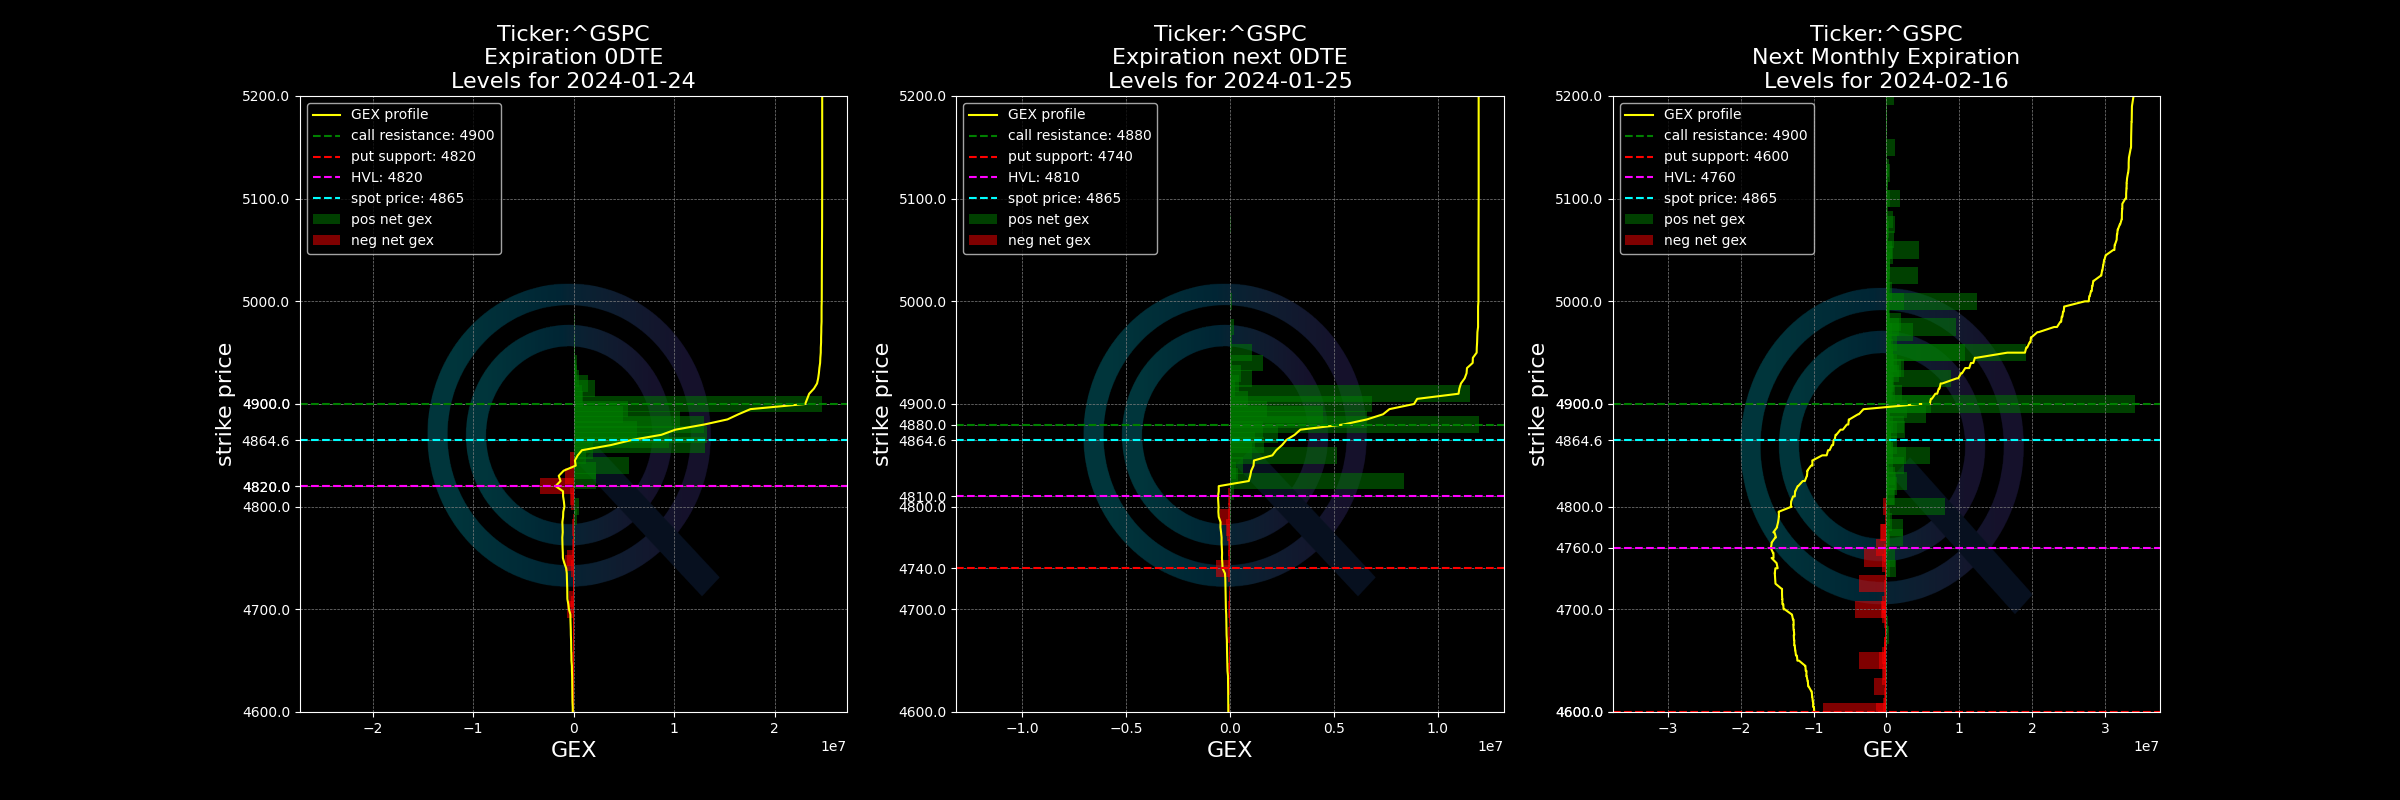 Ticker:^GSPC
Expiration 0DTE
Levels for 2024-01-24
5200.0
5100.0
5000.0
4900.0
4864.6
4820.0
4800.0
4700.0
4600.0
strike price
GEX profile
call resistance: 4900
put support: 4820
HVL: 4820
spot price: 4865
pos net gex
neg net gex
−2
−1
0
1
2
1e7
GEX
Ticker:^GSPC
Expiration next 0DTE
Levels for 2024-01-25
5200.0
5100.0
5000.0
4900.0
4880.0
4864.6
4810.0
4800.0
4740.0
4700.0
4600.0
strike price
GEX profile
call resistance: 4880
put support: 4740
HVL: 4810
spot price: 4865
pos net gex
neg net gex
−1.0
−0.5
0.0
0.5
1.0
1e7
GEX
Ticker:^GSPC
Next Monthly Expiration
Levels for 2024-02-16
5200.0
5100.0
5000.0
4900.0
4864.6
4800.0
4760.0
4700.0
4600.0
strike price
GEX profile
call resistance: 4900
put support: 4600
HVL: 4760
spot price: 4865
pos net gex
neg net gex
−3
−2
−1
0
1
2
3
1e7
GEX